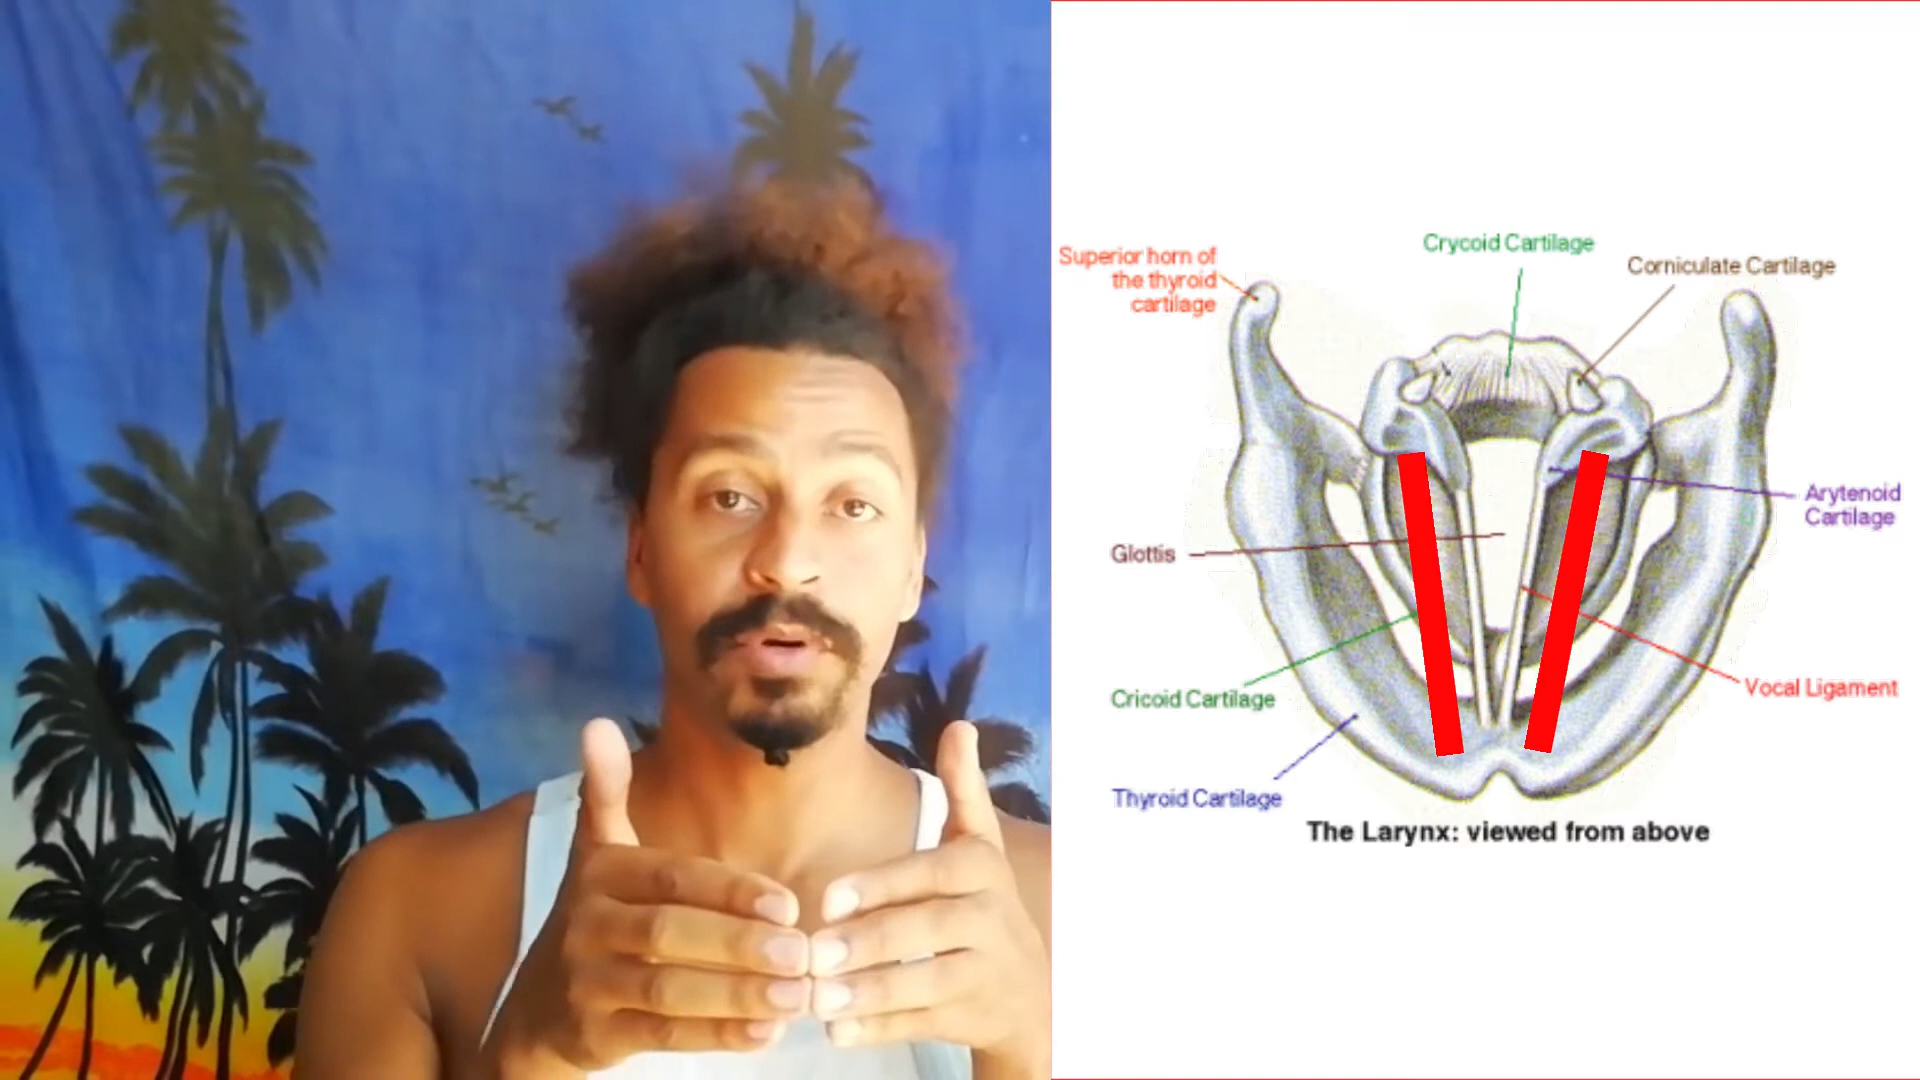 Crycoid Cartilage
Superior horn of
the thyroid
cartilage
Corniculate Cartilage
Arytenoid
Cartilage
Glottis
Vocal Ligament
Cricoid Cartilage
Thyroid Cartilage
The Larynx: viewed from above